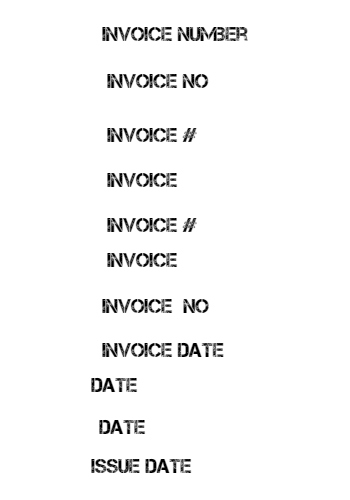 INVOICE NUMBER
INVOICE NO
INVOICE #
INVOICE
INVOICE #
INVOICE
INVOICE  NO
INVOICE DATE
DATE
DATE
ISSUE DATE